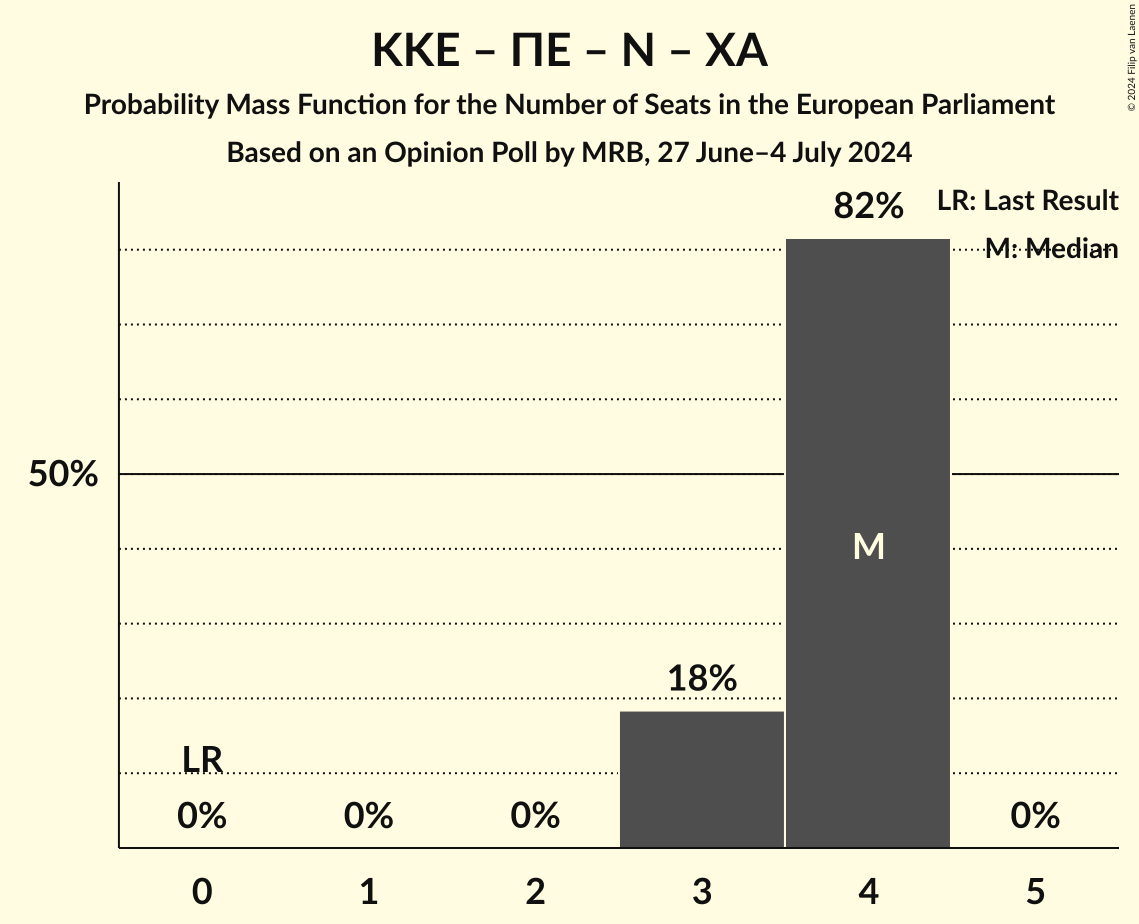 ΚΚΕ – ΠΕ – Ν – ΧΑ
Probability Mass Function for the Number of Seats in the European Parliament
Based on an Opinion Poll by MRB, 27 June–4 July 2024
© 2024 Filip van Laenen
LR: Last Result
M: Median
82%
50%
M
18%
LR
0%
0%
0%
0%
0
1
2
3
4
5